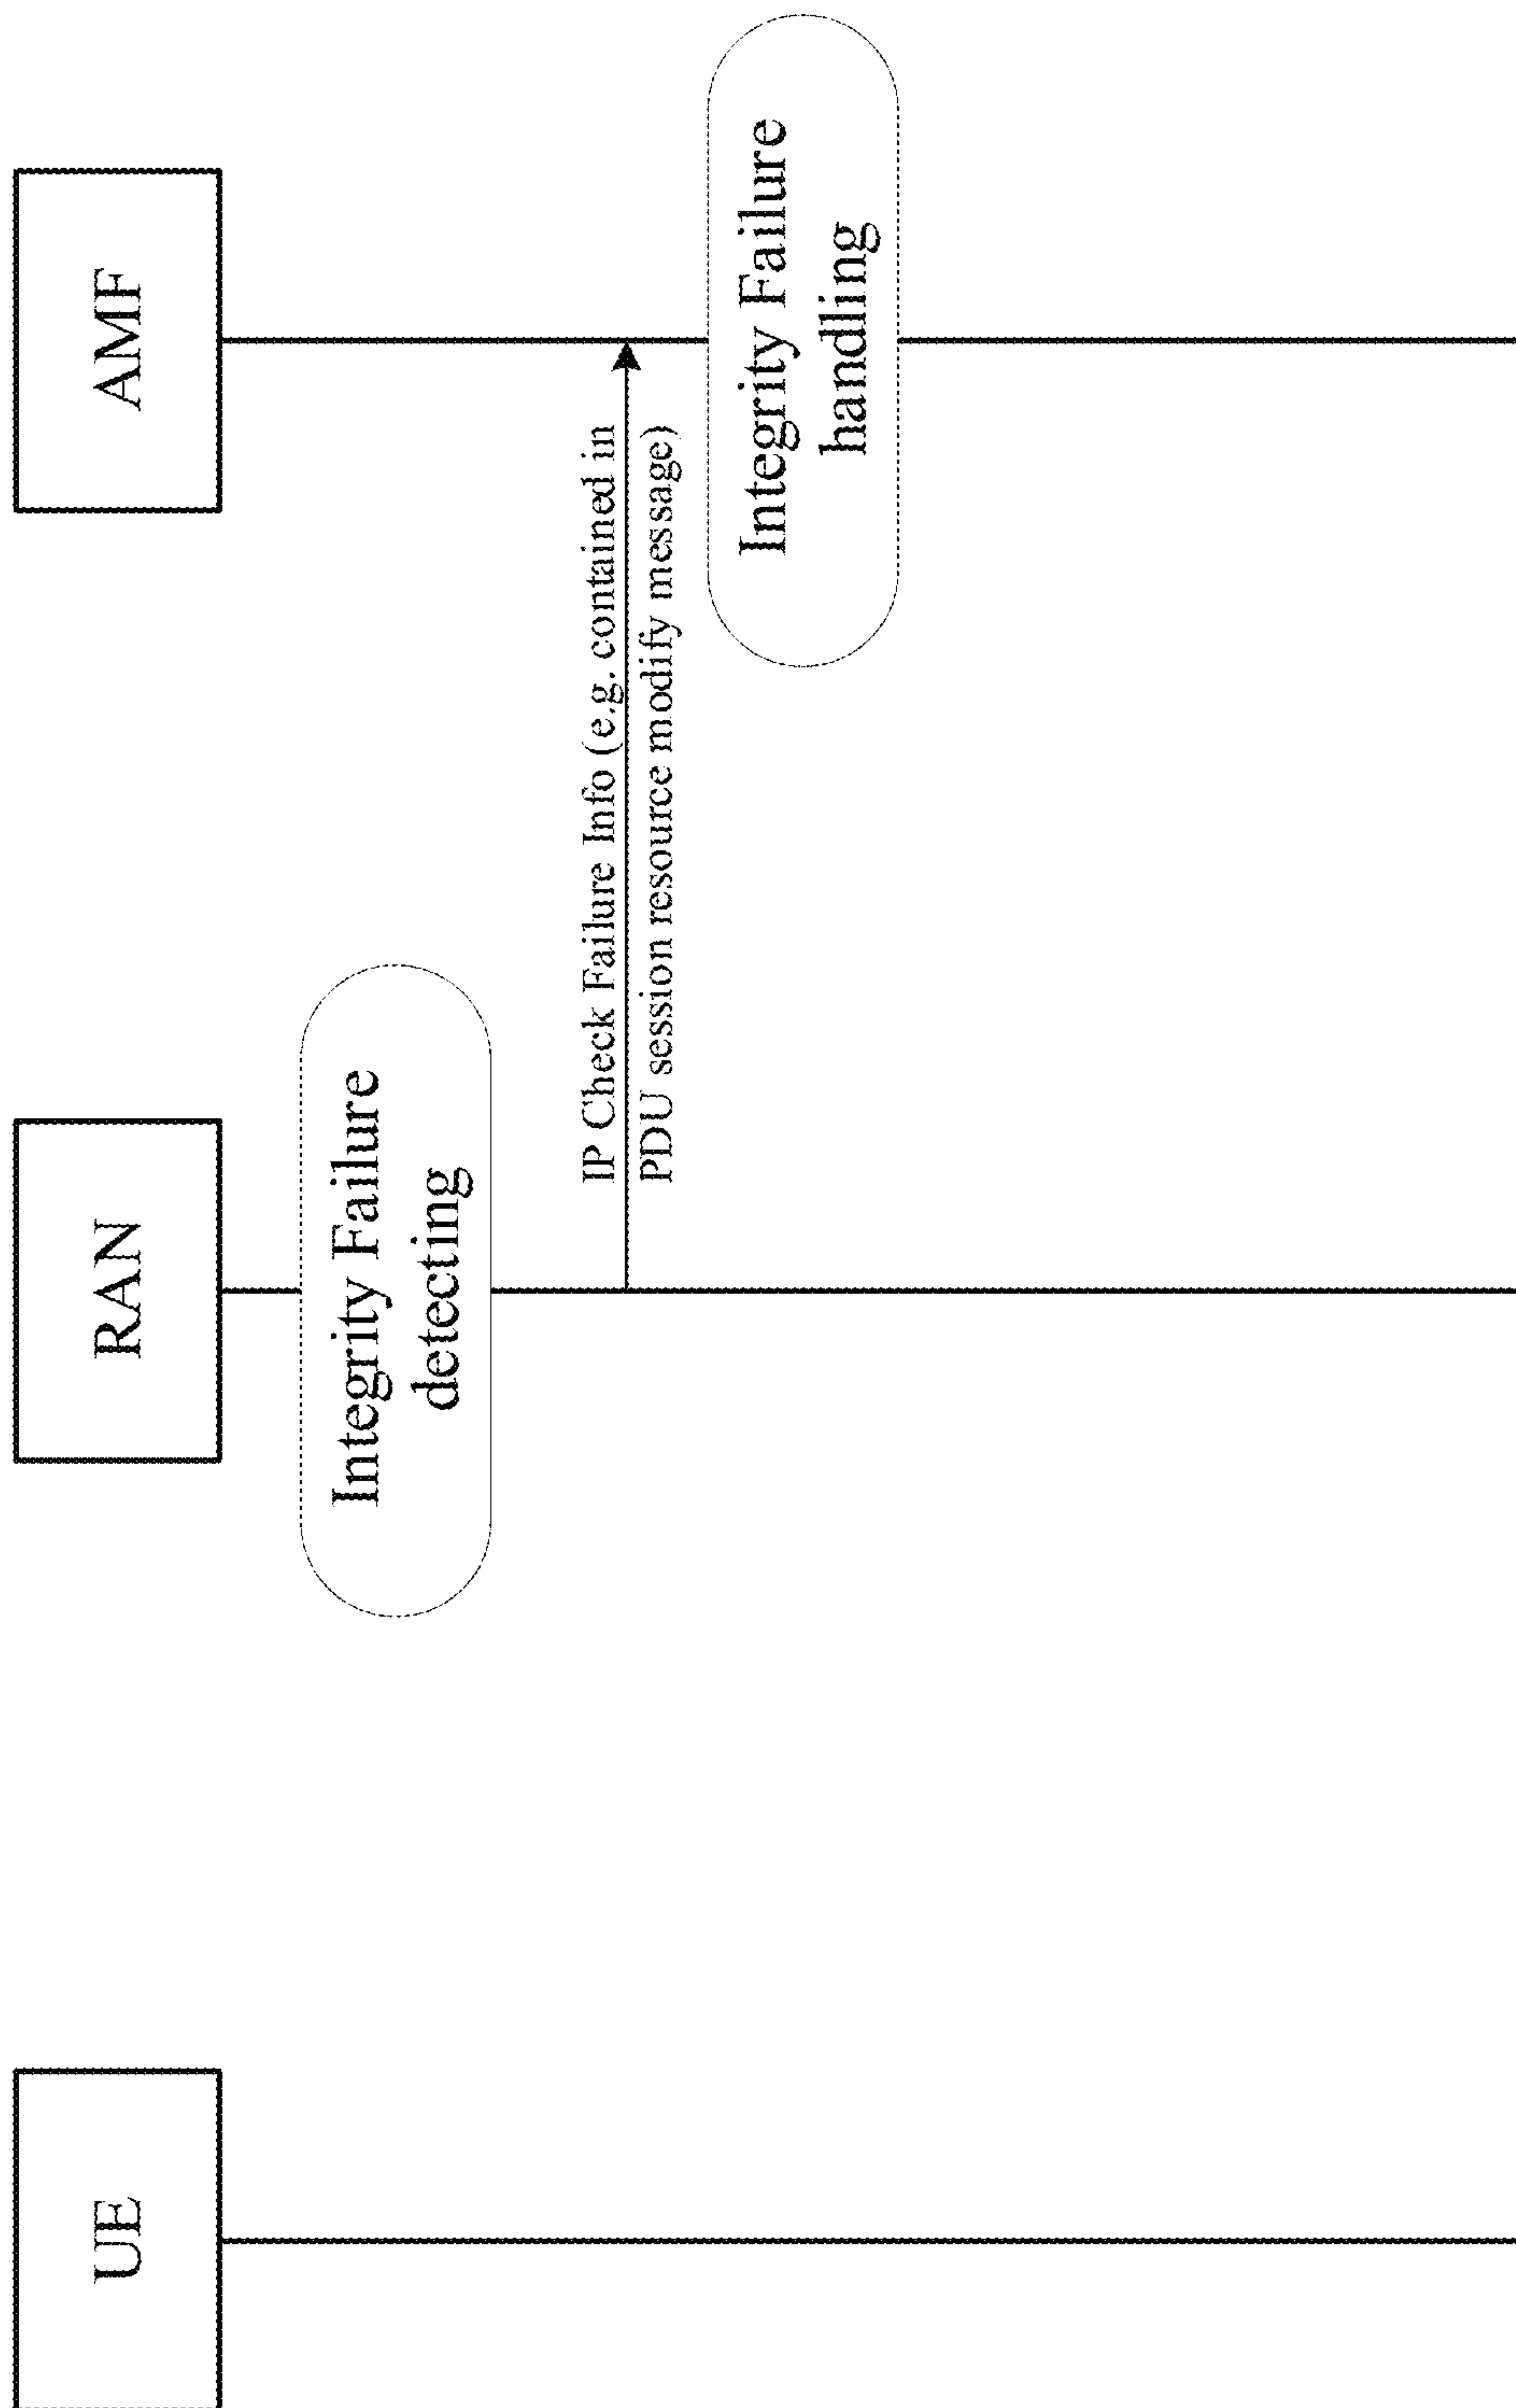 UE
RAN
AMF
Integrity Failure
detecting
IP Check Failure Info (e.g. contained in
PDU session resource modify message)
Integrity Failure
handling